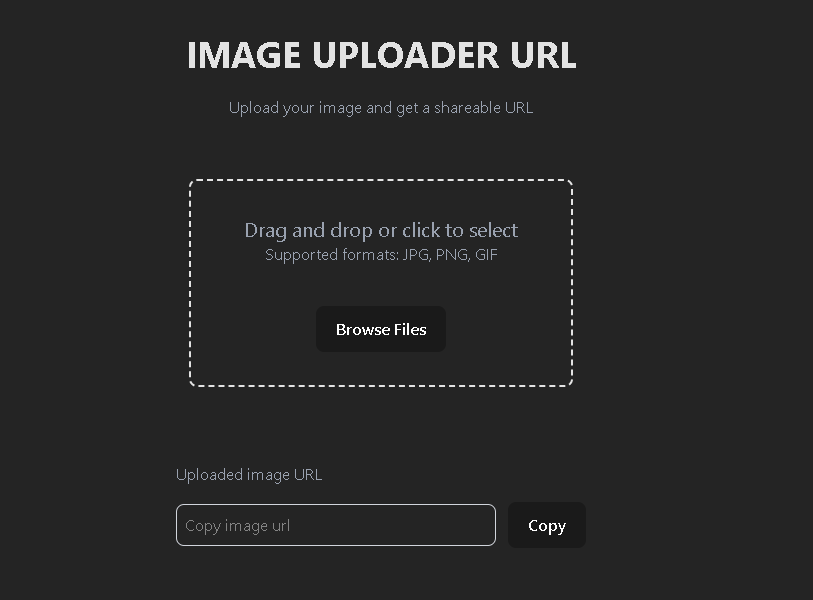 IMAGE UPLOADER URL
Upload your image and get a shareable URL
Drag and drop or click to select
Supported formats: JPG, PNG, GIF
Browse Files
Uploaded image URL
Copy image url
Copy